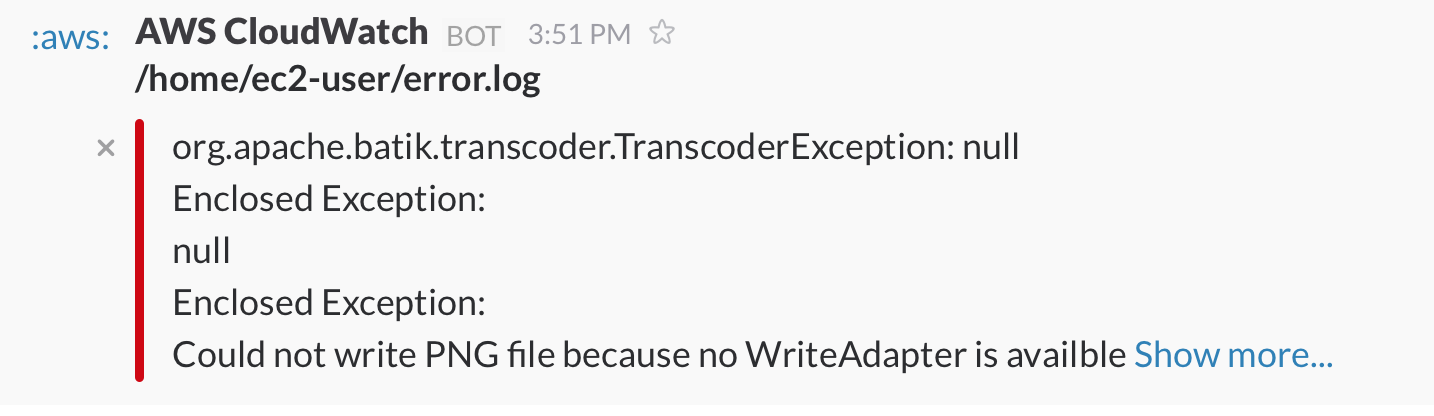 :aws: AWS CloudWatch BOT 3:51 PM
/home/ec2-user/error.log
org.apache.batik.transcoder.TranscoderException: null
Enclosed Exception:
null
Enclosed Exception:
Could not write PNG file because no WriteAdapter is availble Show more...